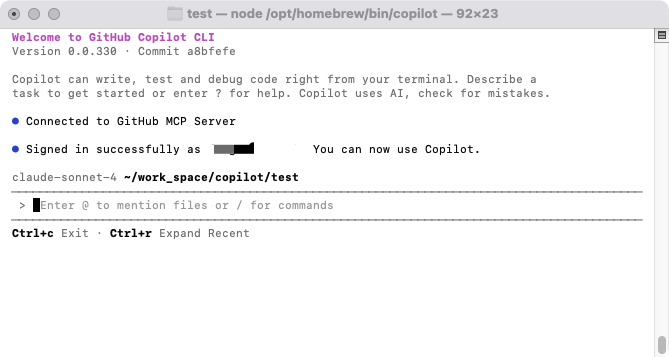 test — node /opt/homebrew/bin/copilot — 92×23
Welcome to GitHub Copilot CLI
Version 0.0.330 · Commit a8bfefe
Copilot can write, test and debug code right from your terminal. Describe a
task to get started or enter ? for help. Copilot uses AI, check for mistakes.
● Connected to GitHub MCP Server
● Signed in successfully as You can now use Copilot.
claude-sonnet-4 ~/work_space/copilot/test
> Enter @ to mention files or / for commands
Ctrl+c Exit · Ctrl+r Expand Recent